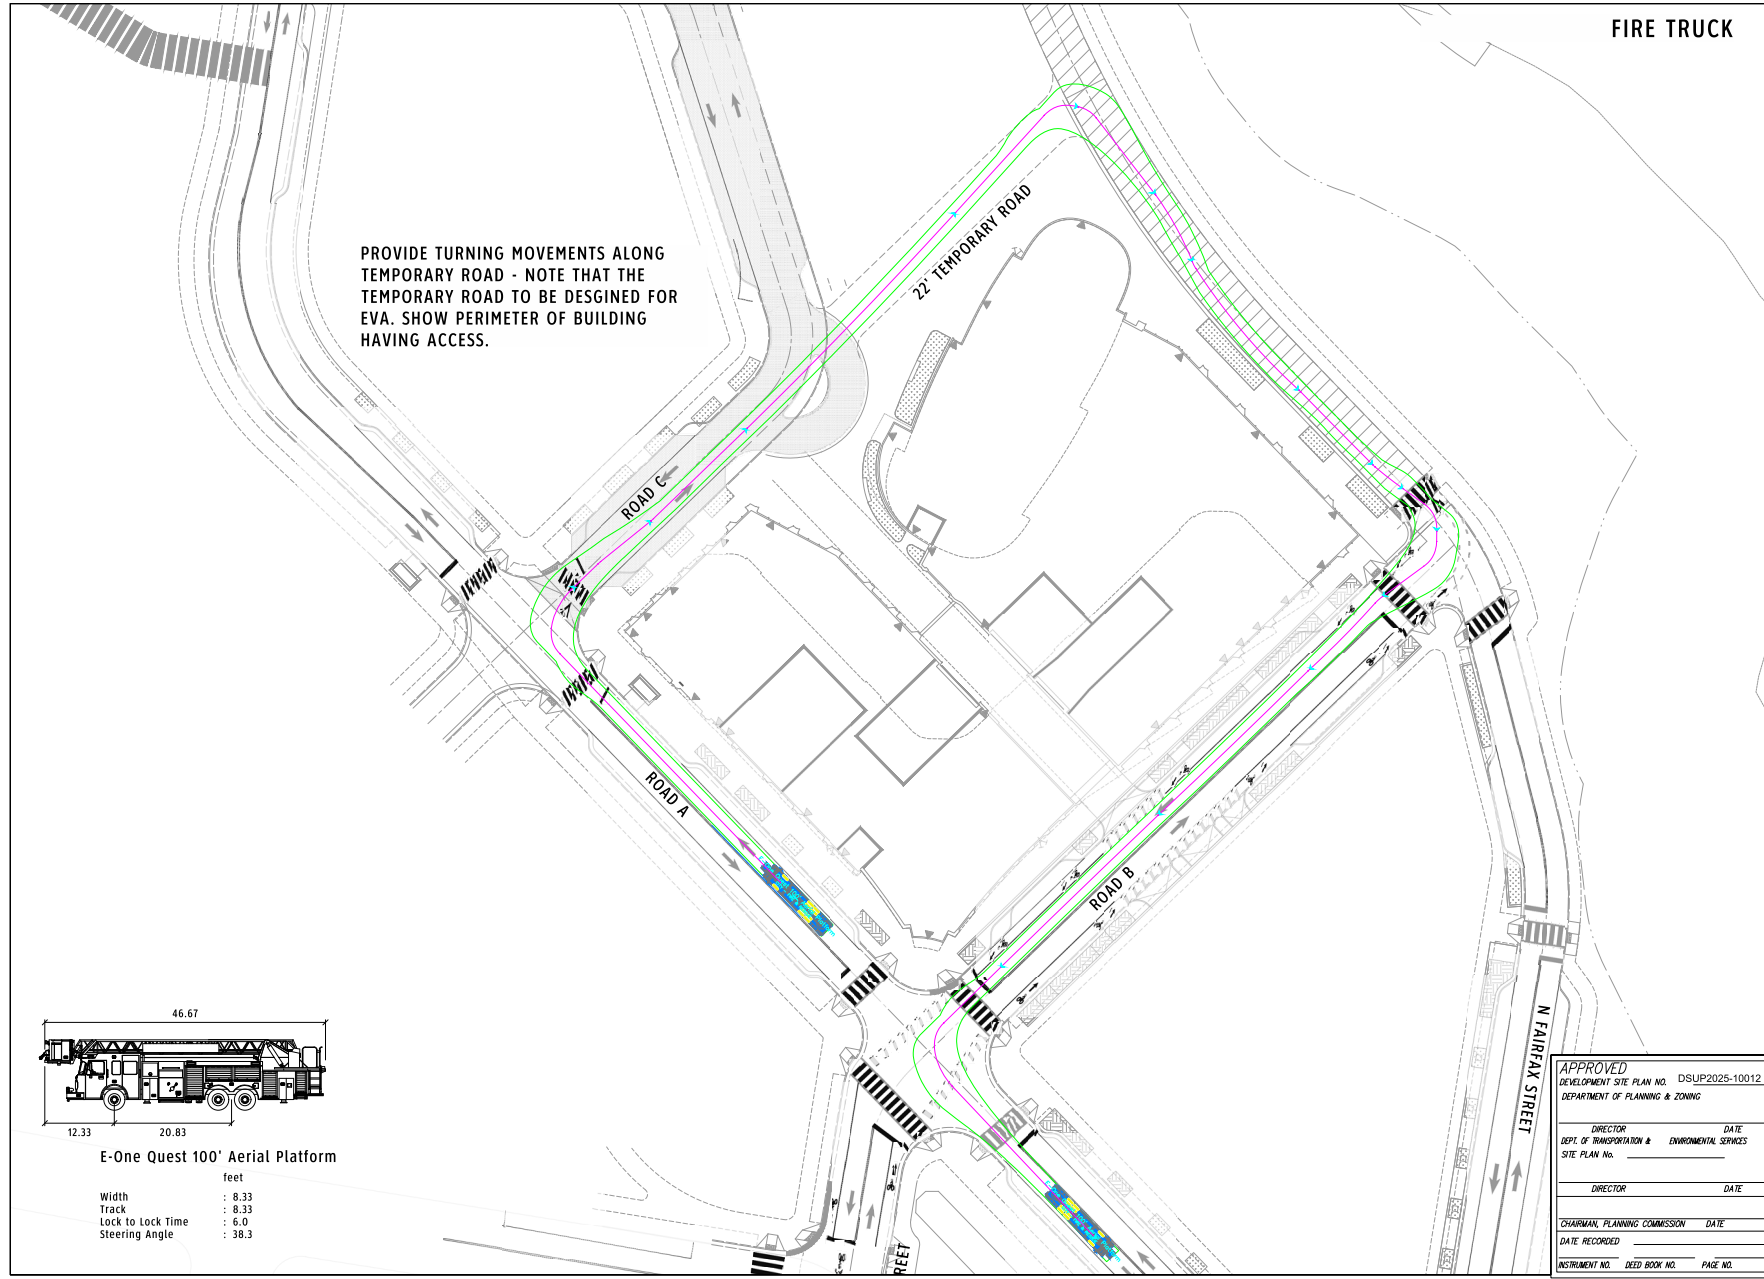 FIRE TRUCK
PROVIDE TURNING MOVEMENTS ALONG
TEMPORARY ROAD - NOTE THAT THE
TEMPORARY ROAD TO BE DESGINED FOR
EVA. SHOW PERIMETER OF BUILDING
HAVING ACCESS.
22' TEMPORARY ROAD
ROAD C
ROAD A
ROAD B
N FAIRFAX STREET
REET
46.67
12.33
20.83
E-One Quest 100' Aerial Platform
feet
Width : 8.33
Track : 8.33
Lock to Lock Time : 6.0
Steering Angle : 38.3
APPROVED
DEVELOPMENT SITE PLAN NO. DSUP2025-10012
DEPARTMENT OF PLANNING & ZONING
DIRECTOR DATE
DEPT. OF TRANSPORTATION & ENVIRONMENTAL SERVICES
SITE PLAN No.
DIRECTOR DATE
CHAIRMAN, PLANNING COMMISSION DATE
DATE RECORDED
INSTRUMENT NO. DEED BOOK NO. PAGE NO.